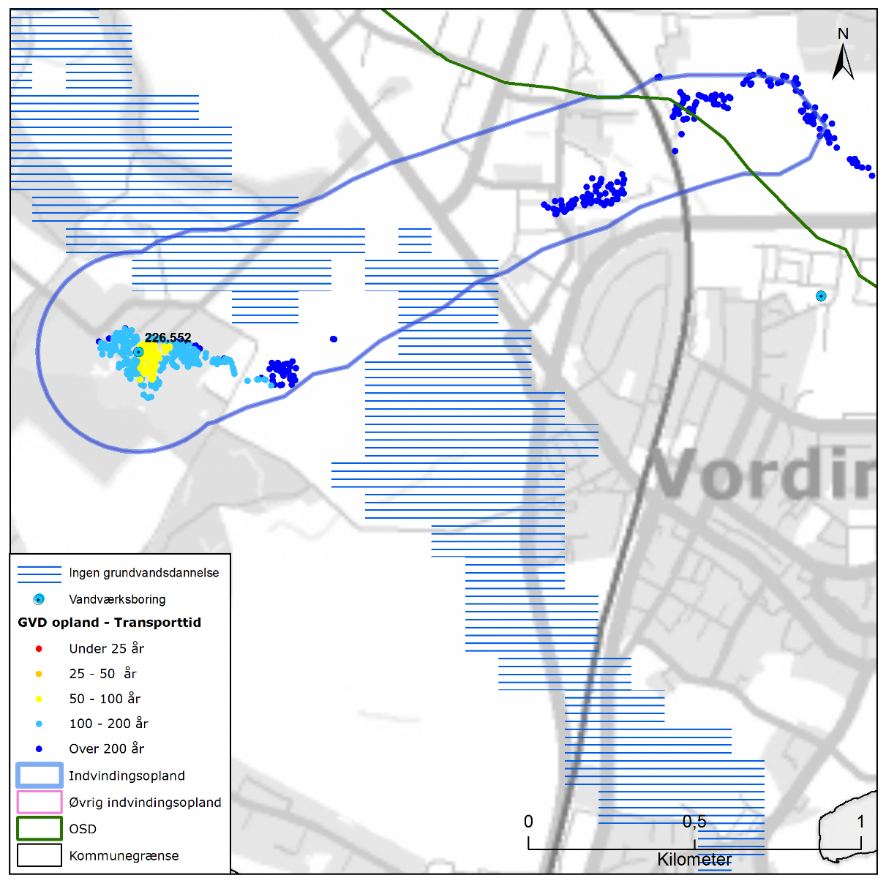 N
226,552
Vordin
Ingen grundvandsdannelse
Vandværksboring
GVD opland - Transporttid
Under 25 år
25 - 50 år
50 - 100 år
100 - 200 år
Over 200 år
Indvindingsopland
Øvrig indvindingsopland
OSD
Kommunegrænse
0 0,5 1
Kilometer